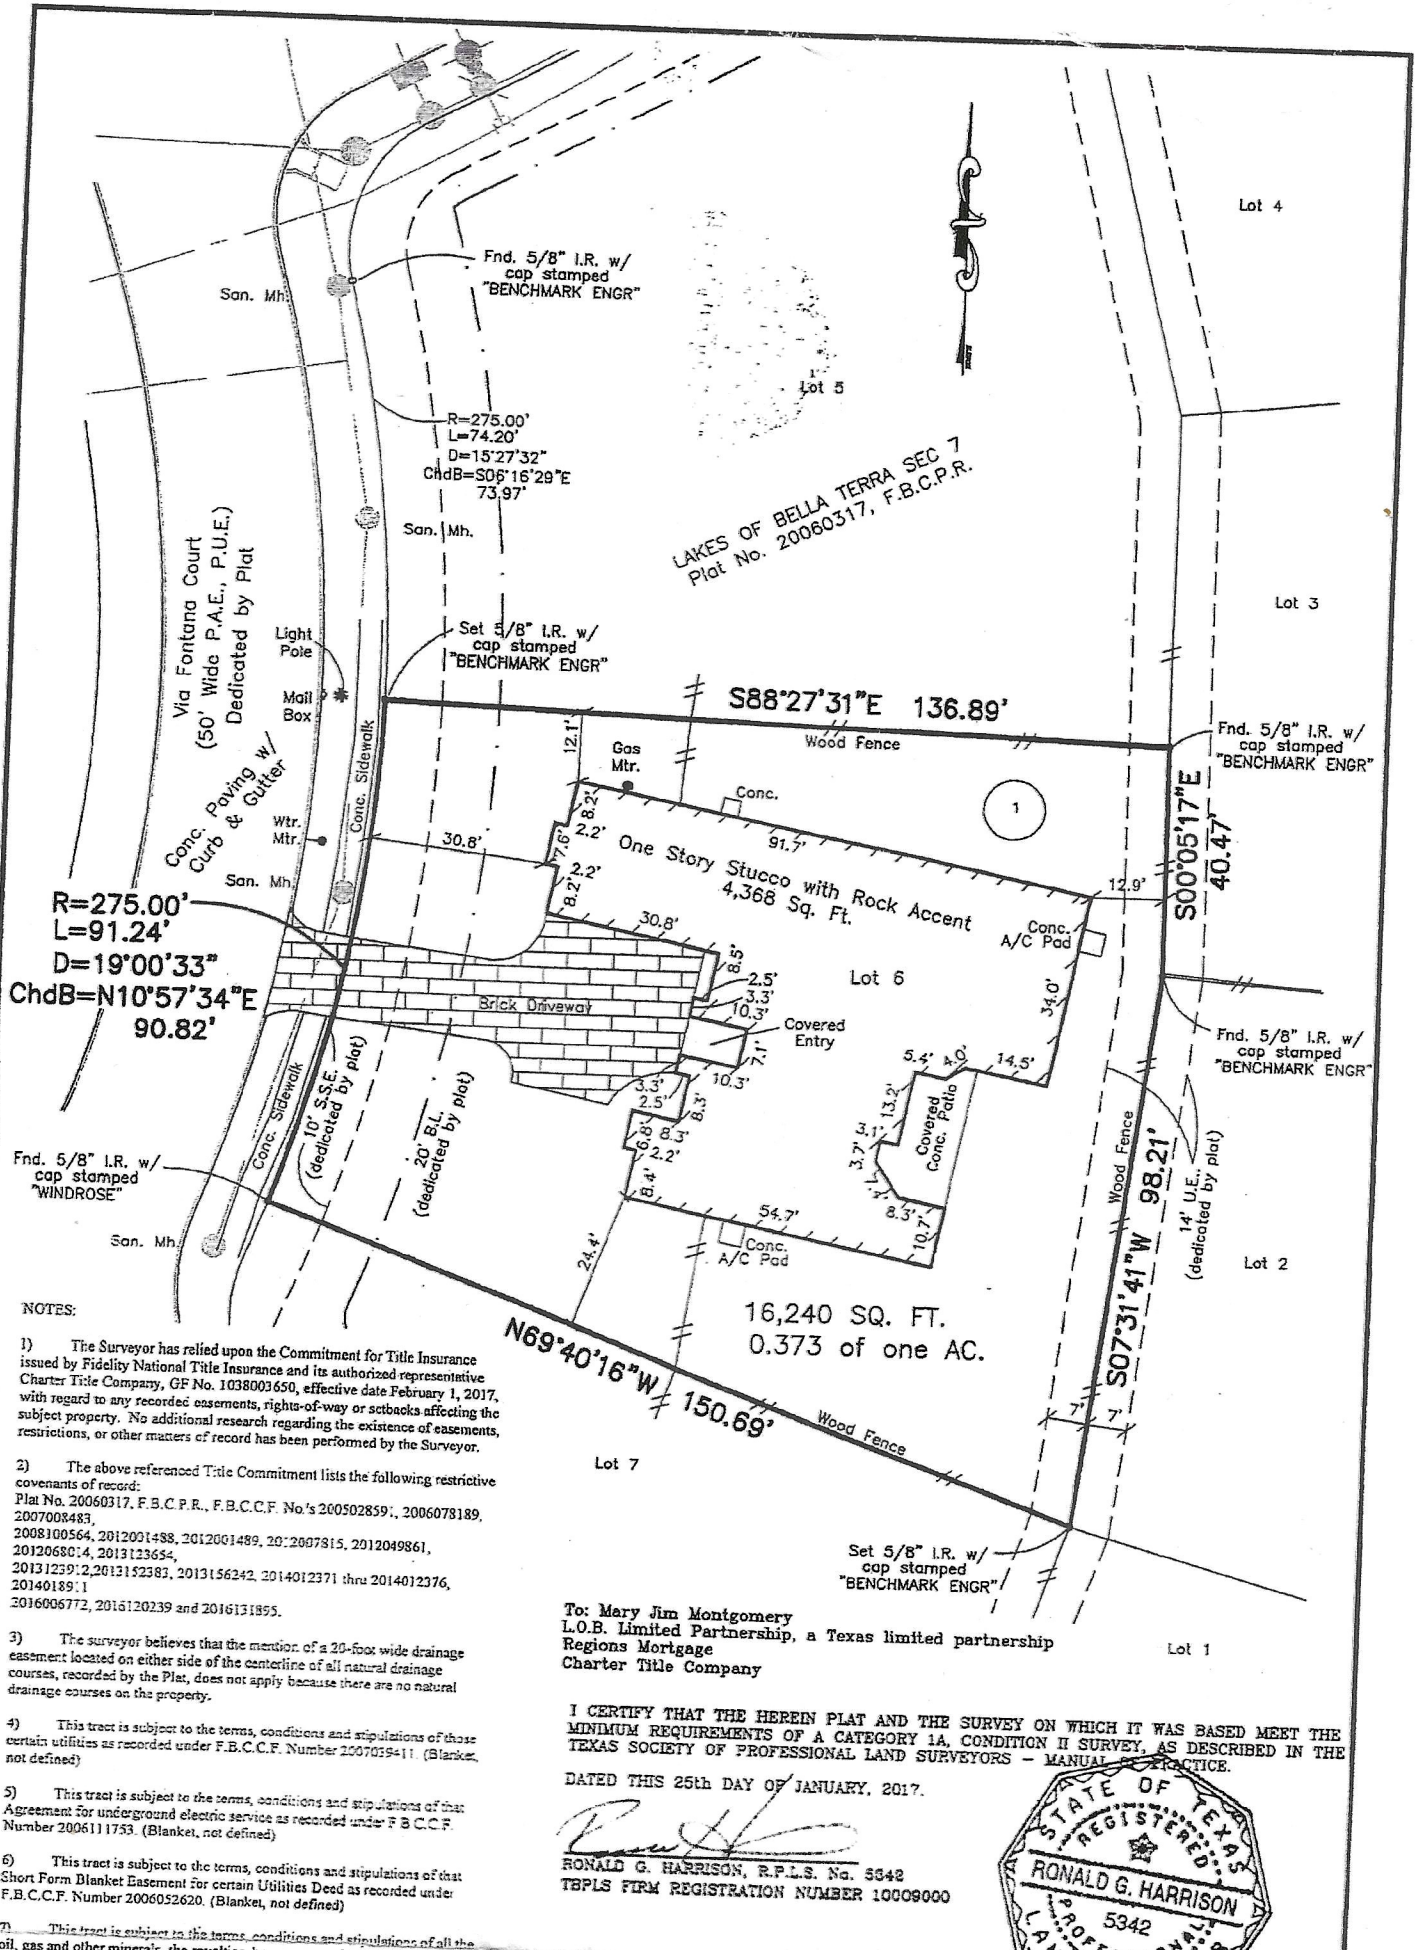 Lot 4
Fnd. 5/8" I.R. w/
cap stamped
"BENCHMARK ENGR"
San. Mh.
Lot 5
R=275.00'
L=74.20'
D=15°27'32"
ChdB=S06°16'29"E
73.97'
San. Mh.
LAKES OF BELLA TERRA SEC 7
Plat No. 20060317, F.B.C.P.R.
Via Fontana Court
(50' Wide P.A.E., P.U.E.)
Dedicated by Plat
Lot 3
Light
Pole
Set 5/8" I.R. w/
cap stamped
"BENCHMARK ENGR"
Mail
Box
S88°27'31"E 136.89'
Wood Fence
Fnd. 5/8" I.R. w/
cap stamped
"BENCHMARK ENGR"
Conc. Paving w/
Curb & Gutter
Conc. Sidewalk
12.1'
Gas
Mtr.
Conc.
1
S00°05'17"E
40.47'
Wtr.
Mtr.
30.8'
8.2'
2.2'
7.6'
2.2'
8.2'
91.7'
One Story Stucco with Rock Accent
4,368 Sq. Ft.
12.9'
San. Mh.
R=275.00'
L=91.24'
D=19°00'33"
ChdB=N10°57'34"E
90.82'
30.8'
Conc.
A/C Pad
Lot 6
8.5'
2.5'
3.3'
10.3'
Brick Driveway
Covered
Entry
7.1'
10.3'
34.0'
Fnd. 5/8" I.R. w/
cap stamped
"BENCHMARK ENGR"
Conc. Sidewalk
10' S.S.E.
(dedicated by plat)
20' B.L.
(dedicated by plat)
3.3'
2.5'
8.3'
8.3'
6.8'
2.2'
8.4'
5.4'
4.0'
14.5'
13.2'
Covered
Conc. Patio
3.1'
3.7'
8.3'
10.7'
Wood Fence
S07°31'41"W 98.21'
14' U.E.
(dedicated by plat)
Fnd. 5/8" I.R. w/
cap stamped
"WINDROSE"
San. Mh.
54.7'
Conc.
A/C Pad
24.4'
Lot 2
16,240 SQ. FT.
0.373 of one AC.
N69°40'16"W 150.69'
Wood Fence
7' 7'
Lot 7
Set 5/8" I.R. w/
cap stamped
"BENCHMARK ENGR"
Lot 1
NOTES:
1) The Surveyor has relied upon the Commitment for Title Insurance
issued by Fidelity National Title Insurance and its authorized representative
Charter Title Company, GF No. 1038003650, effective date February 1, 2017,
with regard to any recorded easements, rights-of-way or setbacks affecting the
subject property. No additional research regarding the existence of easements,
restrictions, or other matters of record has been performed by the Surveyor.
2) The above referenced Title Commitment lists the following restrictive
covenants of record:
Plat No. 20060317, F.B.C.P.R., F.B.C.C.F. No.'s 2006078189,
2007008483,
2008100564, 2012001488, 2012001489, 2012007815, 2012049861,
2012068014, 2013123654,
2013123912, 2013152383, 2013156242, 2014012371 thru 2014012376,
2014018911
2016006772, 2016120239 and 2016131895.
3) The surveyor believes that the mention of a 20-foot wide drainage
easement located on either side of the centerline of all natural drainage
courses, recorded by the Plat, does not apply because there are no natural
drainage courses on the property.
4) This tract is subject to the terms, conditions and stipulations of those
certain utilities as recorded under F.B.C.C.F. Number 2007039411. (Blanket,
not defined)
5) This tract is subject to the terms, conditions and stipulations of that
Agreement for underground electric service as recorded under F.B.C.C.F.
Number 2006111753. (Blanket, not defined)
6) This tract is subject to the terms, conditions and stipulations of that
Short Form Blanket Easement for certain Utilities Deed as recorded under
F.B.C.C.F. Number 2006052620. (Blanket, not defined)
7) This tract is subject to the terms, conditions and stipulations of all the
oil, gas and other minerals, the
To: Mary Jim Montgomery
L.O.B. Limited Partnership, a Texas limited partnership
Regions Mortgage
Charter Title Company
I CERTIFY THAT THE HEREIN PLAT AND THE SURVEY ON WHICH IT WAS BASED MEET THE
MINIMUM REQUIREMENTS OF A CATEGORY 1A, CONDITION II SURVEY, AS DESCRIBED IN THE
TEXAS SOCIETY OF PROFESSIONAL LAND SURVEYORS – MANUAL OF PRACTICE.
DATED THIS 25th DAY OF JANUARY, 2017.
RONALD G. HARRISON, R.P.L.S. No. 5342
TBPLS FIRM REGISTRATION NUMBER 10009000
STATE OF TEXAS
REGISTERED
RONALD G. HARRISON
5342